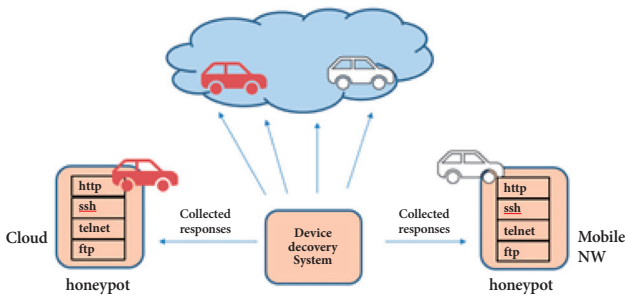 http
ssh
telnet
ftp
Cloud
honeypot
Collected
responses
Device
decovery
System
Collected
responses
http
ssh
telnet
ftp
Mobile
NW
honeypot